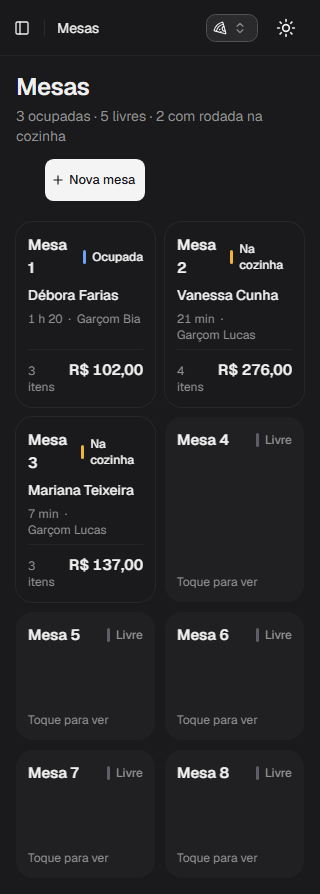 Mesas
Mesas
3 ocupadas · 5 livres · 2 com rodada na
cozinha
+ Nova mesa
Mesa
1
Ocupada
Débora Farias
1 h 20 · Garçom Bia
3
itens
R$ 102,00
Mesa
2
Na
cozinha
Vanessa Cunha
21 min ·
Garçom Lucas
4
itens
R$ 276,00
Mesa
3
Na
cozinha
Mariana Teixeira
7 min ·
Garçom Lucas
3
itens
R$ 137,00
Mesa 4
Livre
Toque para ver
Mesa 5
Livre
Toque para ver
Mesa 6
Livre
Toque para ver
Mesa 7
Livre
Toque para ver
Mesa 8
Livre
Toque para ver